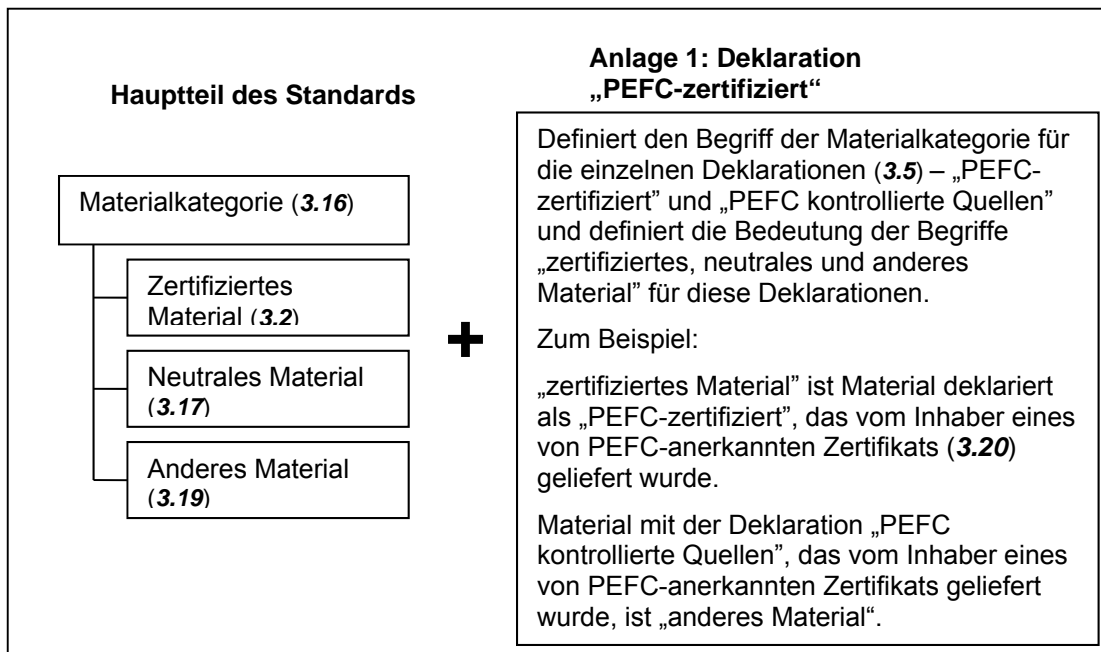 Hauptteil des Standards
Materialkategorie (3.16)
Zertifiziertes
Material (3.2)
Neutrales Material
(3.17)
Anderes Material
(3.19)
+
Anlage 1: Deklaration
„PEFC-zertifiziert“
Definiert den Begriff der Materialkategorie für
die einzelnen Deklarationen (3.5) – „PEFC-
zertifiziert” und „PEFC kontrollierte Quellen”
und definiert die Bedeutung der Begriffe
„zertifiziertes, neutrales und anderes
Material” für diese Deklarationen.
Zum Beispiel:
„zertifiziertes Material” ist Material deklariert
als „PEFC-zertifiziert”, das vom Inhaber eines
von PEFC-anerkannten Zertifikats (3.20)
geliefert wurde.
Material mit der Deklaration „PEFC
kontrollierte Quellen”, das vom Inhaber eines
von PEFC-anerkannten Zertifikats geliefert
wurde, ist „anderes Material“.